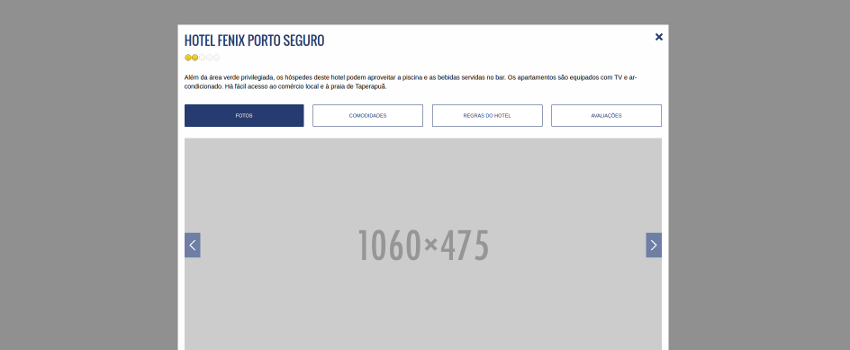 HOTEL FENIX PORTO SEGURO
Além da área verde privilegiada, os hóspedes deste hotel podem aproveitar a piscina e as bebidas servidas no bar. Os apartamentos são equipados com TV e ar-
condicionado. Há fácil acesso ao comércio local e à praia de Taperapuã.
FOTOS COMODIDADES REGRAS DO HOTEL AVALIAÇÕES
1060×475